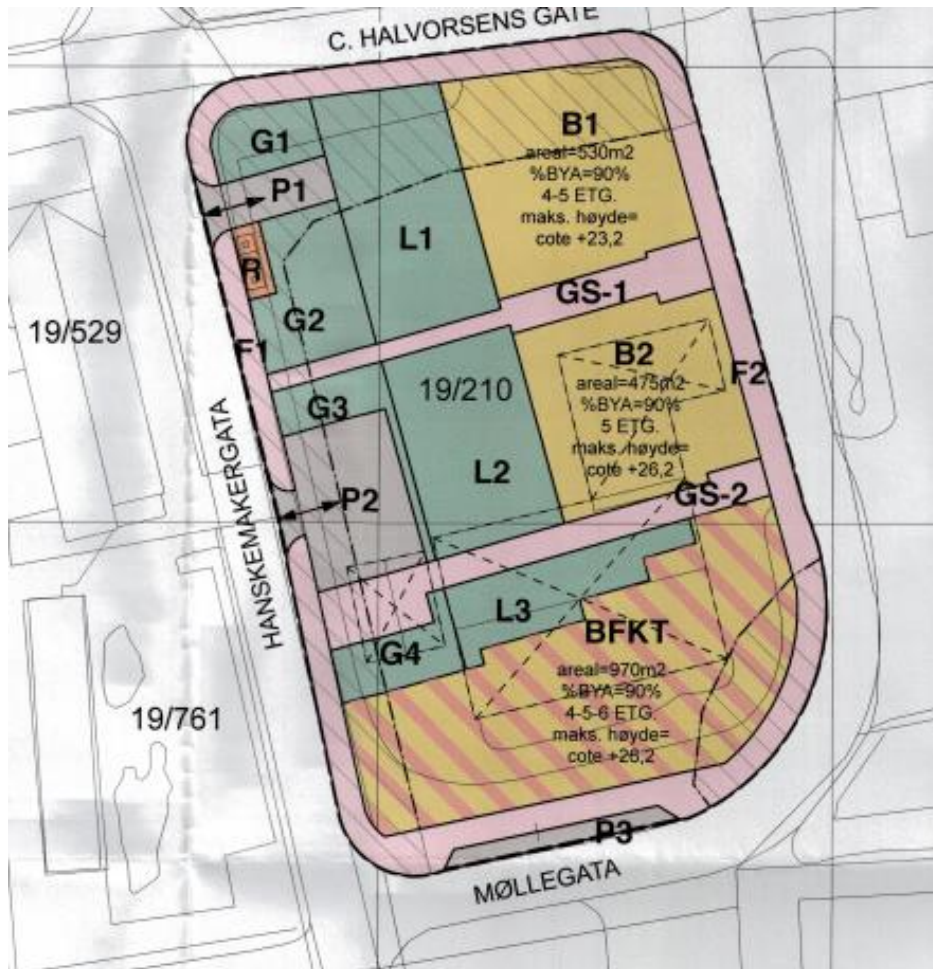 C. HALVORSENS GATE
G1
B1
areal=530m2
%BYA=90%
4-5 ETG.
maks. høyde=
cote +23,2
P1
L1
R
GS-1
G2
19/529
F1
B2
F2
areal=475m2
%BYA=90%
5 ETG.
maks. høyde=
cote +26,2
19/210
G3
L2
GS-2
P2
HANSKEMAKERGATA
L3
BFKT
G4
areal=970m2
%BYA=90%
4-5-6 ETG.
maks. høyde=
cote +26,2
19/761
P3
MØLLEGATA